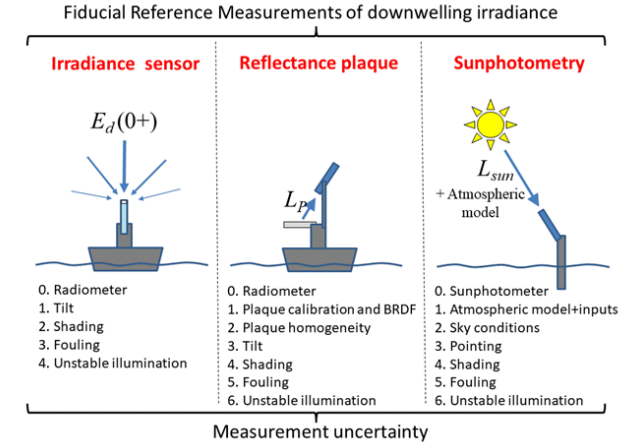 Fiducial Reference Measurements of downwelling irradiance
Irradiance sensor
E_d(0+)
0. Radiometer
1. Tilt
2. Shading
3. Fouling
4. Unstable illumination
Reflectance plaque
L_P
0. Radiometer
1. Plaque calibration and BRDF
2. Plaque homogeneity
3. Tilt
4. Shading
5. Fouling
6. Unstable illumination
Sunphotometry
L_sun
+ Atmospheric
model
0. Sunphotometer
1. Atmospheric model+inputs
2. Sky conditions
3. Pointing
4. Shading
5. Fouling
6. Unstable illumination
Measurement uncertainty